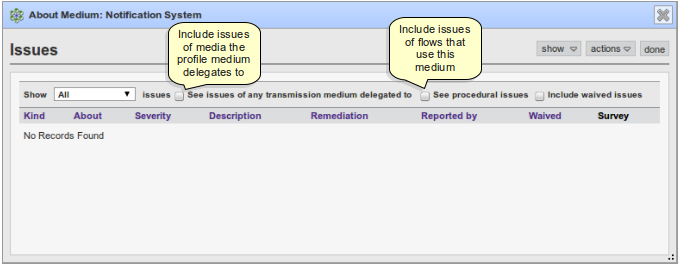 About Medium: Notification System
Include issues
of media the
profile medium
delegates to
Include issues
of flows that
use this
medium
Issues
show
actions
done
Show All issues See issues of any transmission medium delegated to See procedural issues Include waived issues
Kind About Severity Description Remediation Reported by Waived Survey
No Records Found